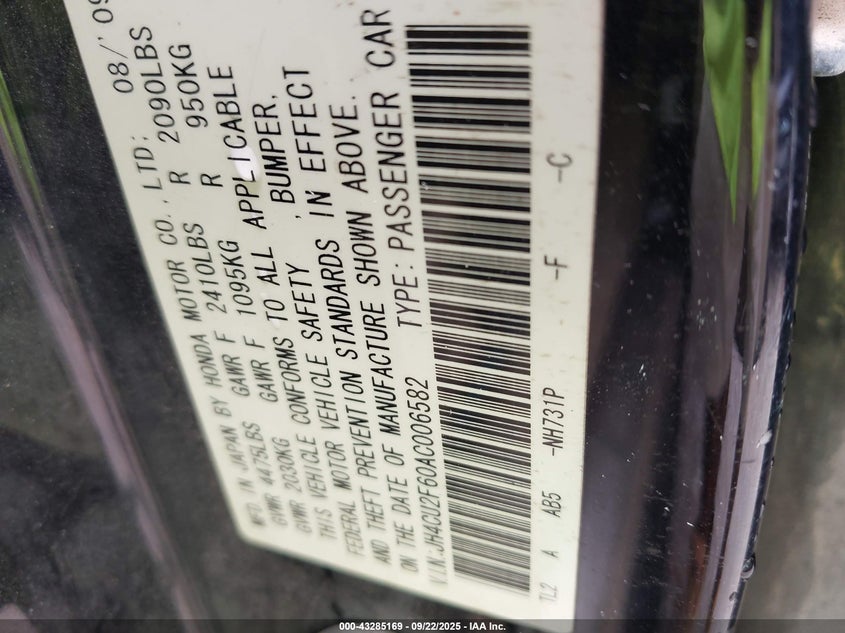 MFD. IN JAPAN BY HONDA MOTOR CO., LTD; 08/'09
GVWR 4475LBS GAWR F 2410LBS R 2090LBS
GVWR 2030KG GAWR F 1095KG R 950KG
THIS VEHICLE CONFORMS TO ALL APPLICABLE
FEDERAL MOTOR VEHICLE SAFETY, BUMPER,
AND THEFT PREVENTION STANDARDS IN EFFECT
ON THE DATE OF MANUFACTURE SHOWN ABOVE.
V.I.N:JH4CU2F60AC006582 TYPE:PASSENGER CAR
TL2 A AB5 -NH731P -F -C
000-43285169 - 09/22/2025 - IAA Inc.